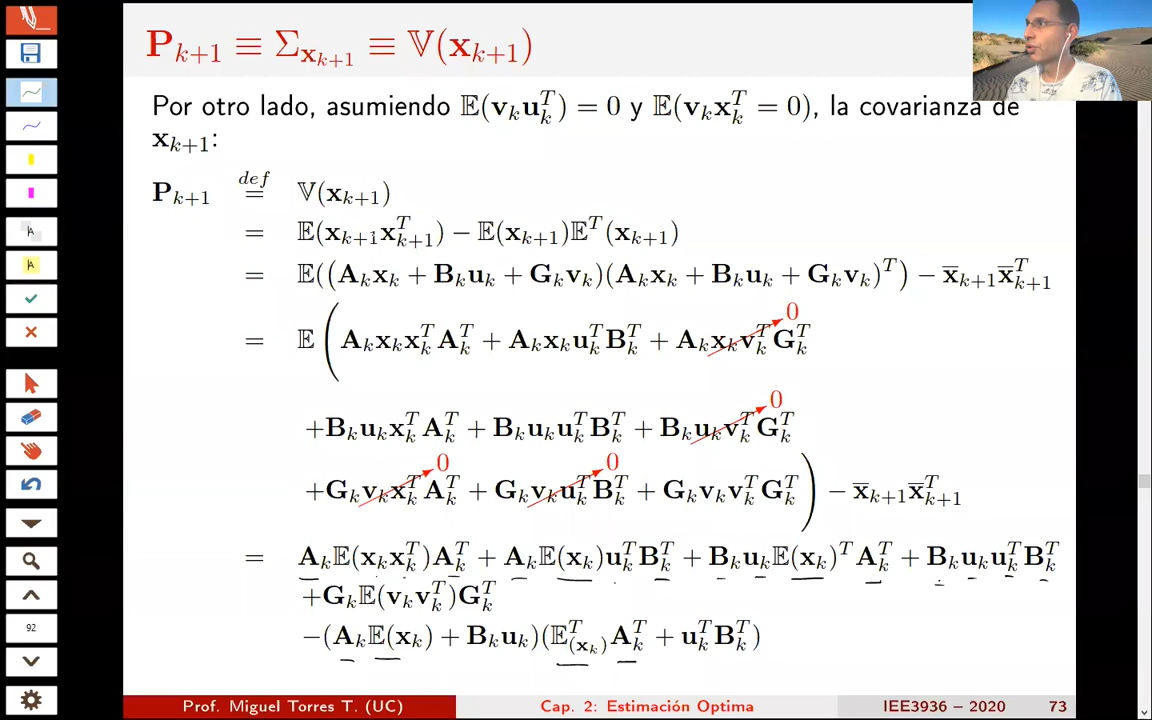 P_{k+1} ≡ Σ_{x_{k+1}} ≡ 𝕍(x_{k+1})
Por otro lado, asumiendo 𝔼(v_k u_k^T) = 0 y 𝔼(v_k x_k^T = 0), la covarianza de
x_{k+1}:
P_{k+1} \overset{def}{=} 𝕍(x_{k+1})
= 𝔼(x_{k+1} x_{k+1}^T) − 𝔼(x_{k+1})𝔼^T(x_{k+1})
= 𝔼((A_k x_k + B_k u_k + G_k v_k)(A_k x_k + B_k u_k + G_k v_k)^T) − \overline{x}_{k+1} \overline{x}_{k+1}^T
= 𝔼( A_k x_k x_k^T A_k^T + A_k x_k u_k^T B_k^T + A_k x_k v_k^T G_k^T 0
+B_k u_k x_k^T A_k^T + B_k u_k u_k^T B_k^T + B_k u_k v_k^T G_k^T 0
+G_k v_k x_k^T A_k^T 0 + G_k v_k u_k^T B_k^T 0 + G_k v_k v_k^T G_k^T ) − \overline{x}_{k+1} \overline{x}_{k+1}^T
= A_k 𝔼(x_k x_k^T) A_k^T + A_k 𝔼(x_k) u_k^T B_k^T + B_k u_k 𝔼(x_k)^T A_k^T + B_k u_k u_k^T B_k^T
+G_k 𝔼(v_k v_k^T) G_k^T
−(A_k 𝔼(x_k) + B_k u_k)(𝔼^T_{(x_k)} A_k^T + u_k^T B_k^T)
92
Prof. Miguel Torres T. (UC) Cap. 2: Estimación Optima IEE3936 – 2020 73